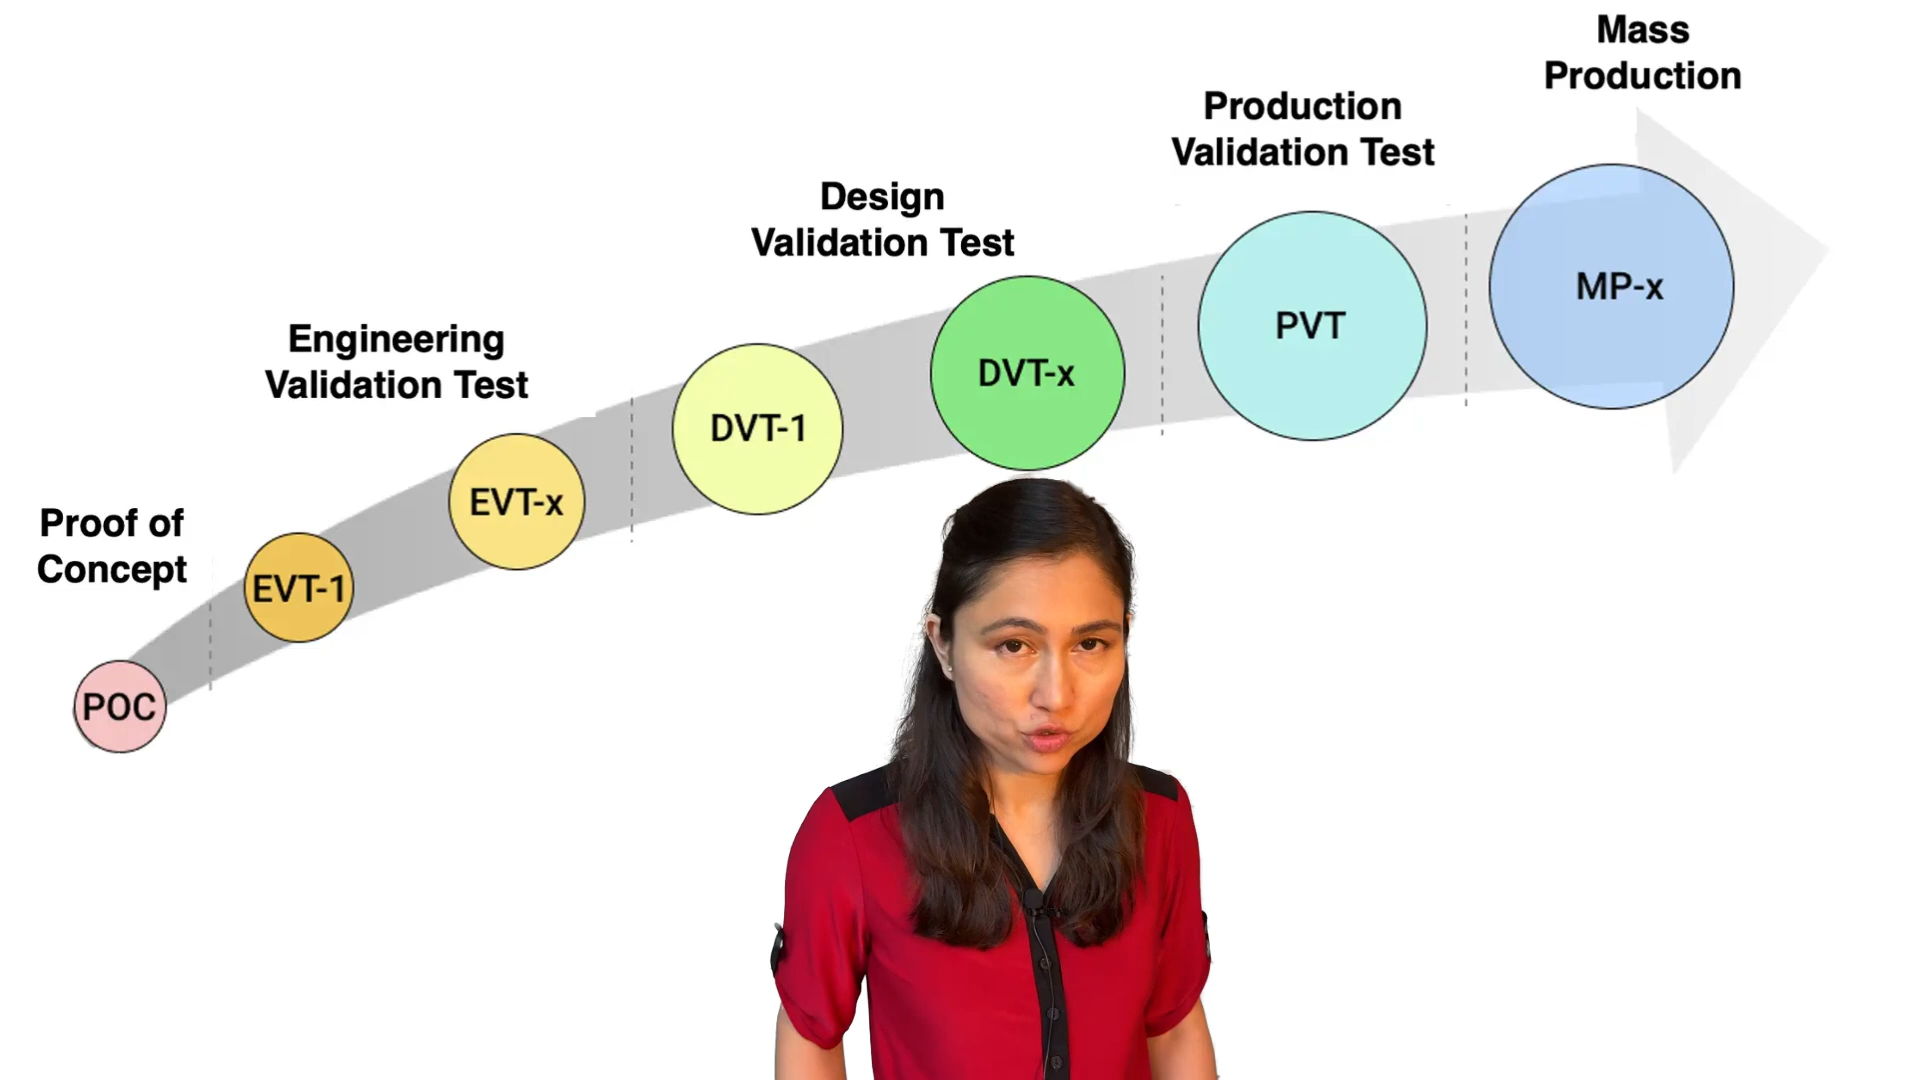 Proof of
Concept
POC
Engineering
Validation Test
EVT-1
EVT-x
Design
Validation Test
DVT-1
DVT-x
Production
Validation Test
PVT
Mass
Production
MP-x